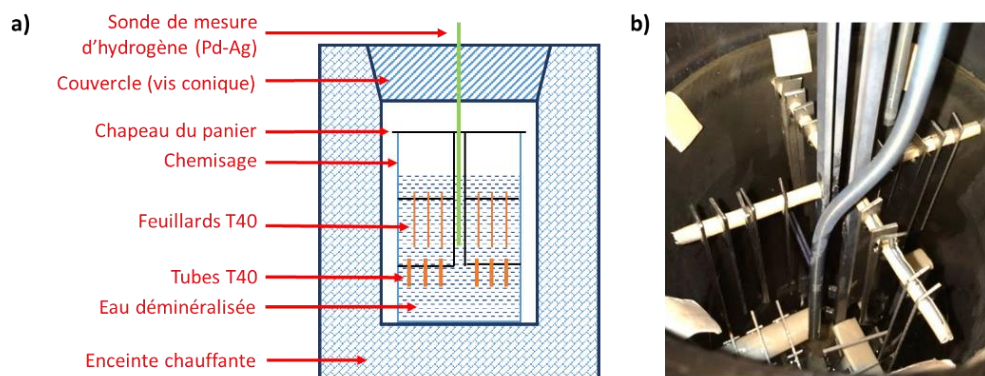 a)
Sonde de mesure
d'hydrogène (Pd-Ag)
Couvercle (vis conique)
Chapeau du panier
Chemisage
Feuillards T40
Tubes T40
Eau déminéralisée
Enceinte chauffante
b)